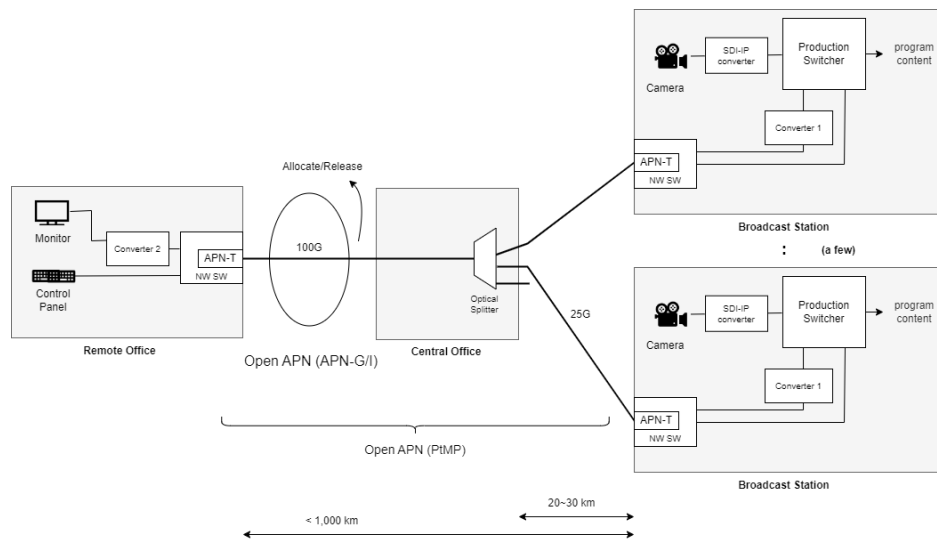 Monitor
Converter 2
APN-T
NW SW
Control
Panel
Remote Office
Allocate/Release
100G
Open APN (APN-G/I)
Optical
Splitter
Central Office
25G
Open APN (PtMP)
< 1,000 km
20~30 km
Camera
SDI-IP
converter
Production
Switcher
program
content
Converter 1
APN-T
NW SW
Broadcast Station
:
(a few)
Camera
SDI-IP
converter
Production
Switcher
program
content
Converter 1
APN-T
NW SW
Broadcast Station